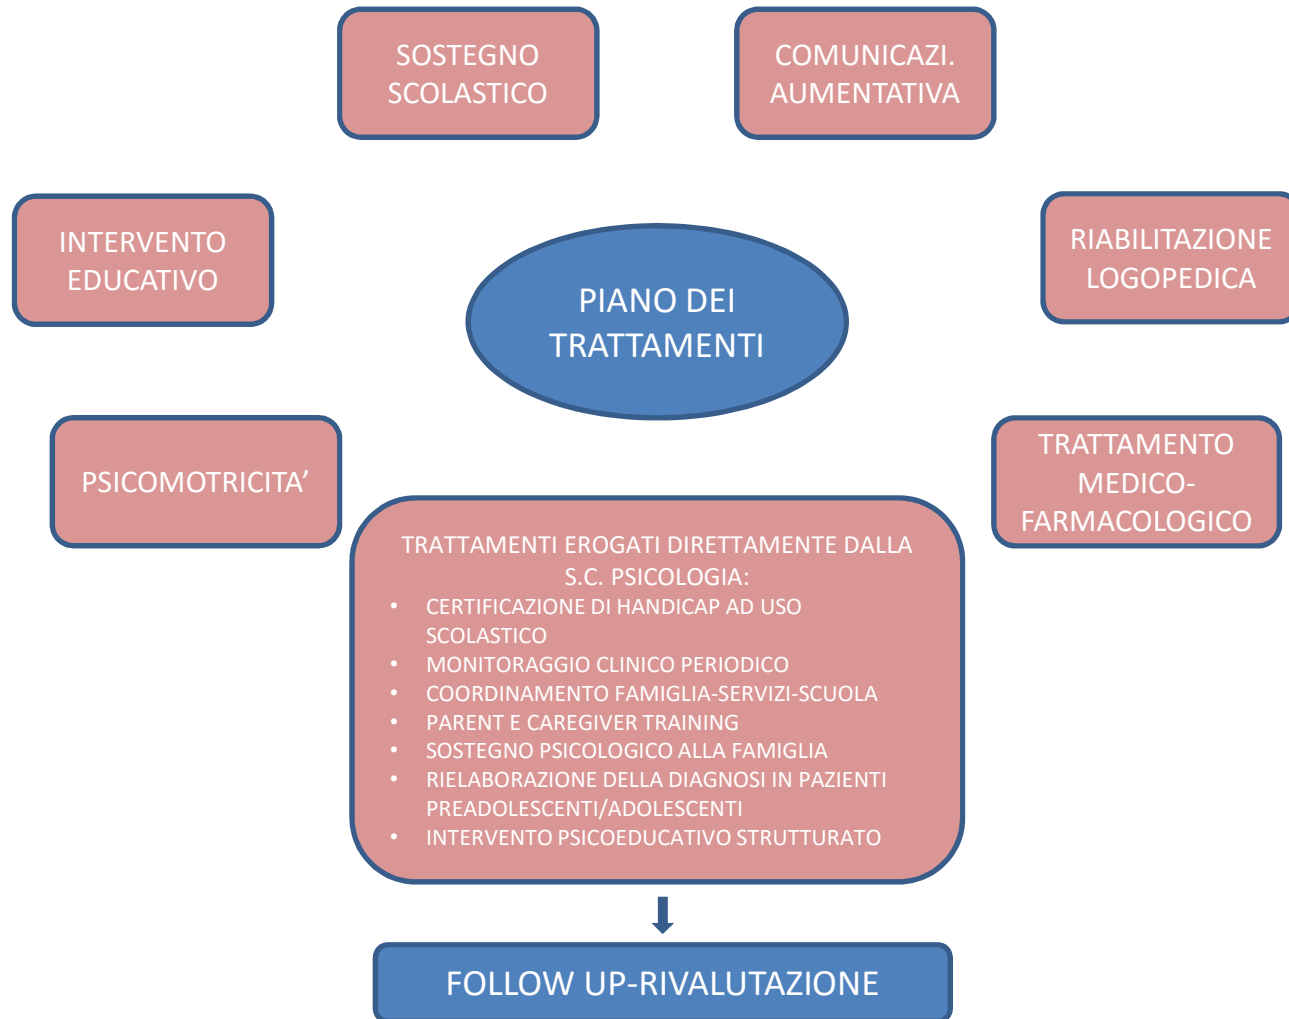 SOSTEGNO
SCOLASTICO
COMUNICAZI.
AUMENTATIVA
INTERVENTO
EDUCATIVO
RIABILITAZIONE
LOGOPEDICA
PIANO DEI
TRATTAMENTI
PSICOMOTRICITA’
TRATTAMENTO
MEDICO-
FARMACOLOGICO
TRATTAMENTI EROGATI DIRETTAMENTE DALLA
S.C. PSICOLOGIA:
• CERTIFICAZIONE DI HANDICAP AD USO
SCOLASTICO
• MONITORAGGIO CLINICO PERIODICO
• COORDINAMENTO FAMIGLIA-SERVIZI-SCUOLA
• PARENT E CAREGIVER TRAINING
• SOSTEGNO PSICOLOGICO ALLA FAMIGLIA
• RIELABORAZIONE DELLA DIAGNOSI IN PAZIENTI
PREADOLESCENTI/ADOLESCENTI
• INTERVENTO PSICOEDUCATIVO STRUTTURATO
FOLLOW UP-RIVALUTAZIONE